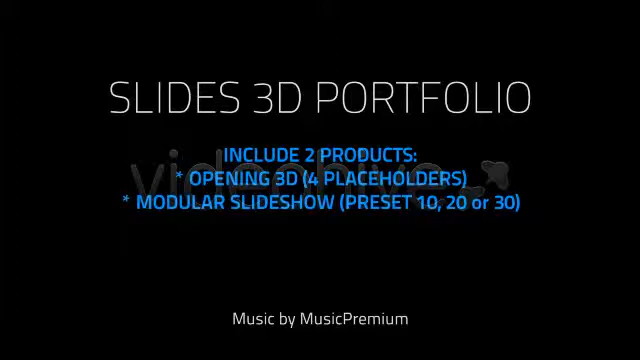 SLIDES 3D PORTFOLIO
INCLUDE 2 PRODUCTS:
videohive
* OPENING 3D (4 PLACEHOLDERS)
* MODULAR SLIDESHOW (PRESET 10, 20 or 30)
Music by MusicPremium